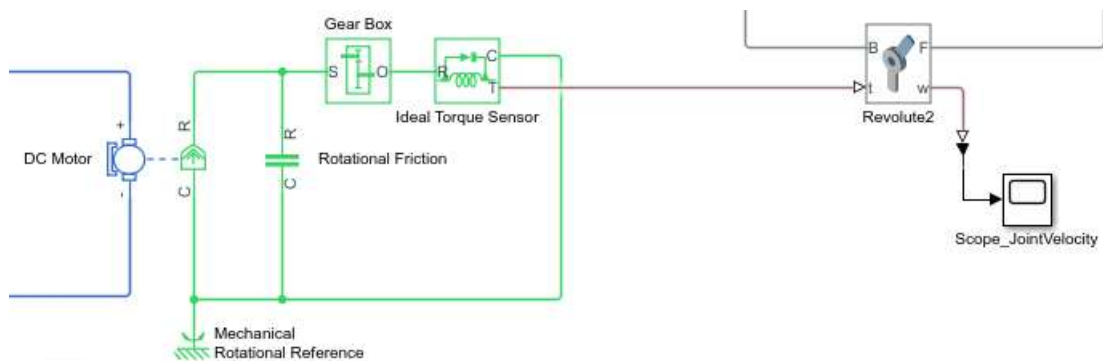 Gear Box
S
O
R
C
T
Ideal Torque Sensor
B
F
t
w
Revolute2
+
DC Motor
-
R
C
R
C
Rotational Friction
Scope_JointVelocity
Mechanical
Rotational Reference